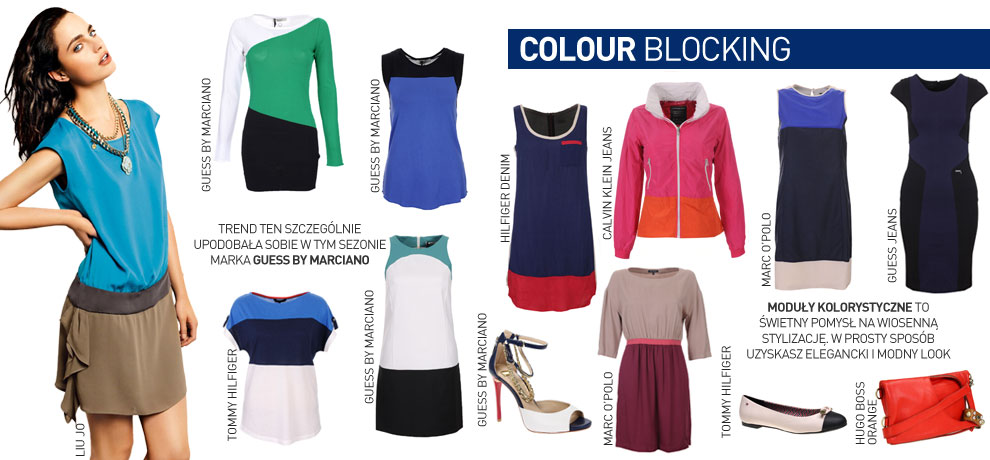 COLOUR BLOCKING
GUESS BY MARCIANO
GUESS BY MARCIANO
HILFIGER DENIM
CALVIN KLEIN JEANS
MARC O'POLO
GUESS JEANS
TREND TEN SZCZEGÓLNIE
UPODOBAŁA SOBIE W TYM SEZONIE
MARKA GUESS BY MARCIANO
MODUŁY KOLORYSTYCZNE TO
ŚWIETNY POMYSŁ NA WIOSENNĄ
STYLIZACJĘ. W PROSTY SPOSÓB
UZYSKASZ ELEGANCKI I MODNY LOOK
LIU JO
TOMMY HILFIGER
GUESS BY MARCIANO
GUESS BY MARCIANO
MARC O'POLO
TOMMY HILFIGER
HUGO BOSS
ORANGE